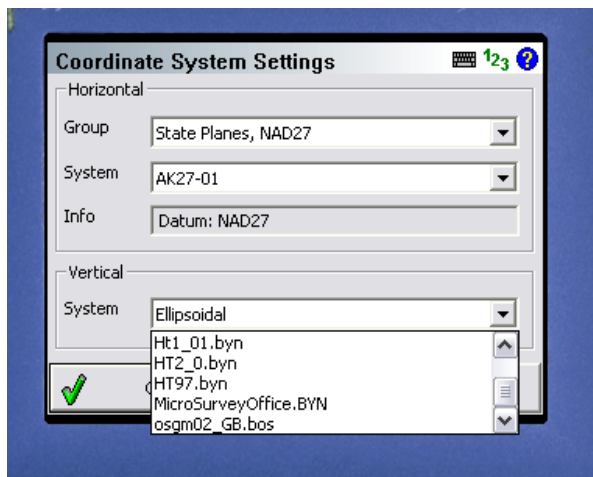 Coordinate System Settings 123
Horizontal
Group State Planes, NAD27
System AK27-01
Info Datum: NAD27
Vertical
System Ellipsoidal
Ht1_01.byn
HT2_0.byn
HT97.byn
MicroSurveyOffice.BYN
osgm02_GB.bos